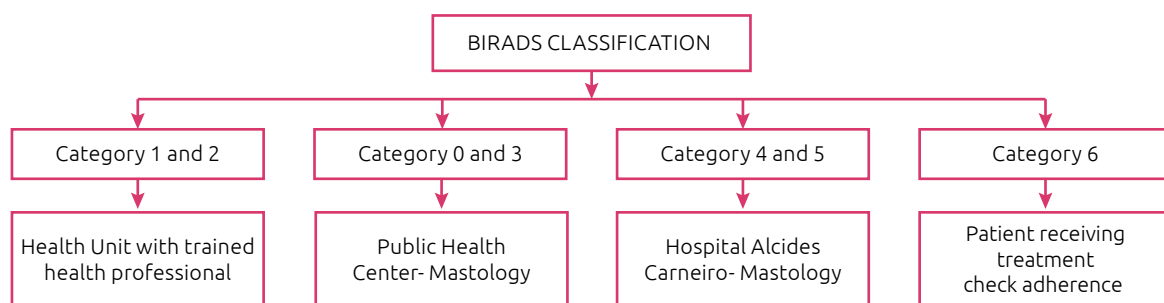 BIRADS CLASSIFICATION
Category 1 and 2
Category 0 and 3
Category 4 and 5
Category 6
Health Unit with trained
health professional
Public Health
Center- Mastology
Hospital Alcides
Carneiro- Mastology
Patient receiving
treatment
check adherence